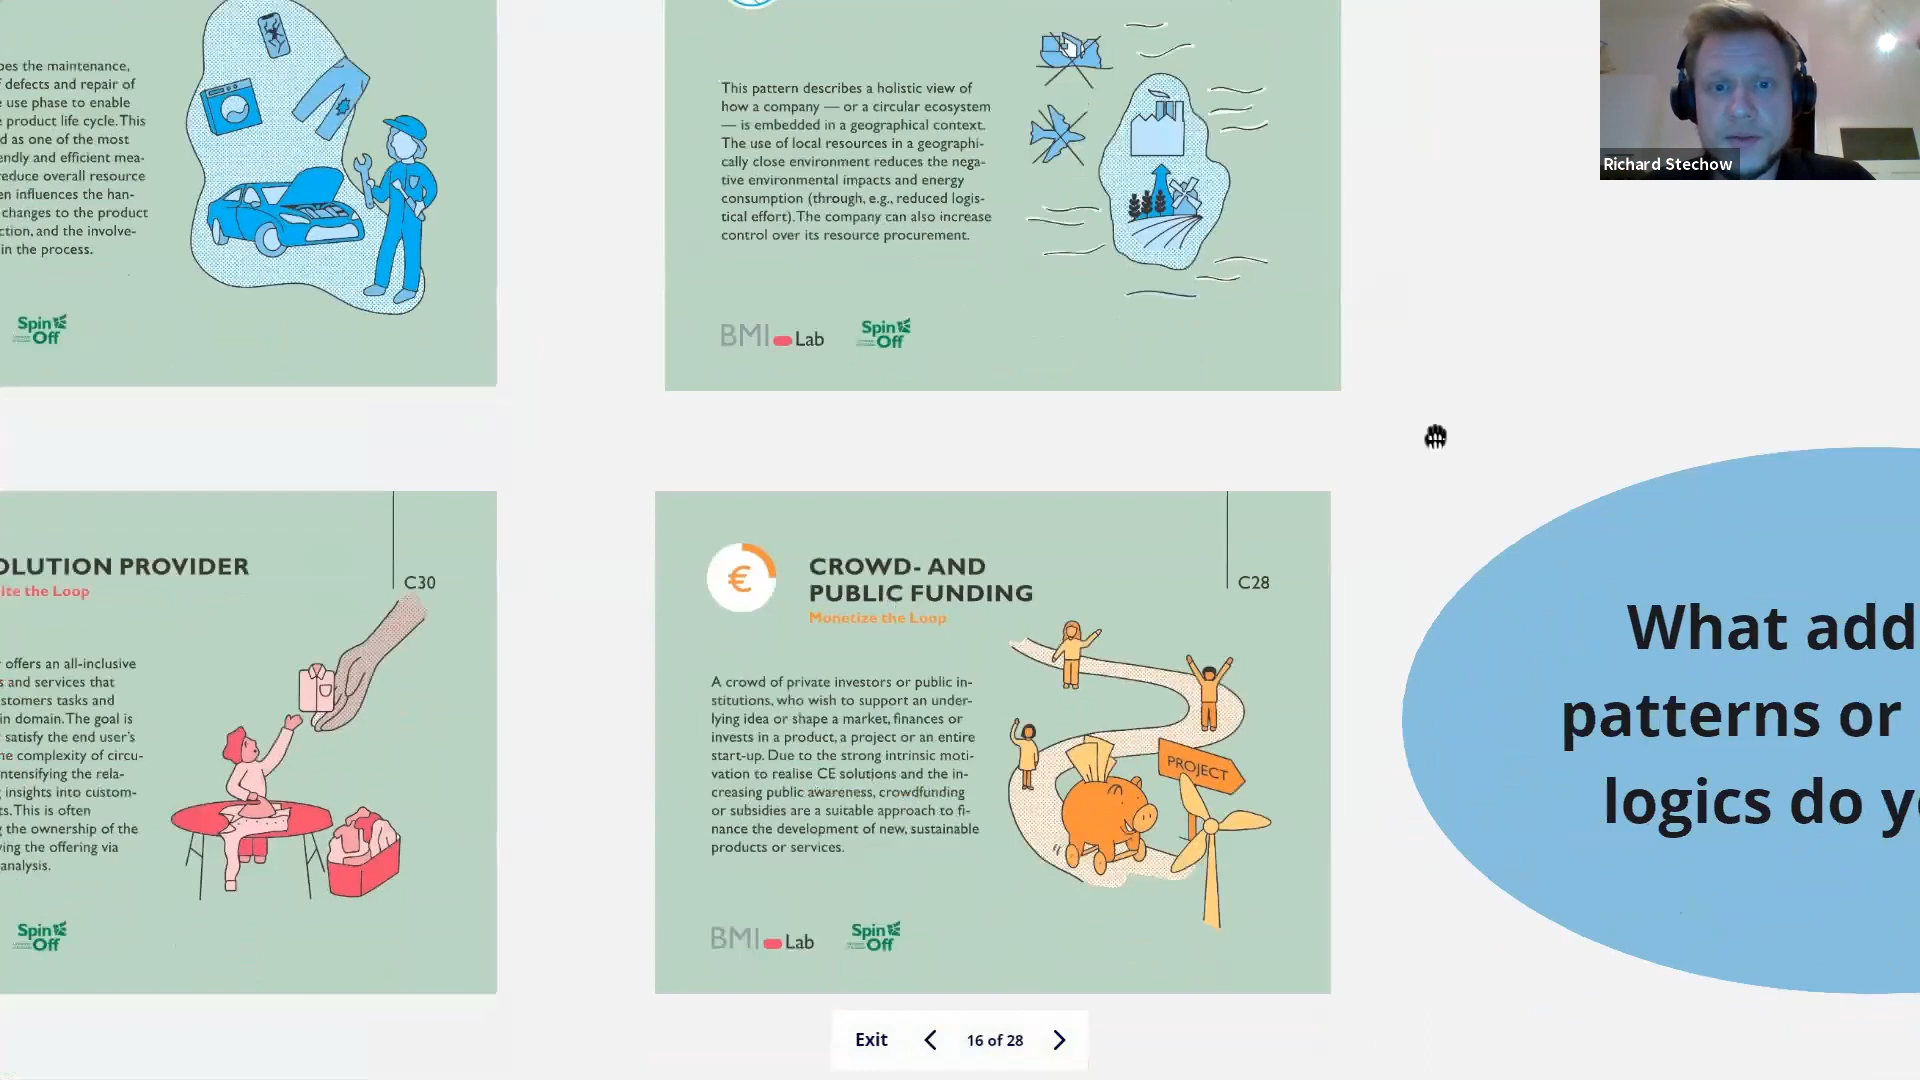 bes the maintenance,
f defects and repair of
e use phase to enable
e product life cycle. This
d as one of the most
endly and efficient mea-
reduce overall resource
en influences the han-
changes to the product
ction, and the involve-
in the process.
Spin
Off
This pattern describes a holistic view of
how a company — or a circular ecosystem
— is embedded in a geographical context.
The use of local resources in a geographi-
cally close environment reduces the nega-
tive environmental impacts and energy
consumption (through, e.g., reduced logis-
tical effort). The company can also increase
control over its resource procurement.
BMI Lab
Spin
Off
Richard Stechow
OLUTION PROVIDER
ite the Loop
C30
r offers an all-inclusive
s and services that
stomers tasks and
in domain. The goal is
satisfy the end user's
he complexity of circu-
ntensifying the rela-
g insights into custom-
ts. This is often
g the ownership of the
ying the offering via
analysis.
Spin
Off
€
CROWD- AND
PUBLIC FUNDING
Monetize the Loop
C28
A crowd of private investors or public in-
stitutions, who wish to support an under-
lying idea or shape a market, finances or
invests in a product, a project or an entire
start-up. Due to the strong intrinsic moti-
vation to realise CE solutions and the in-
creasing public awareness, crowdfunding
or subsidies are a suitable approach to fi-
nance the development of new, sustainable
products or services.
PROJECT
BMI Lab
Spin
Off
What add
patterns or
logics do yo
Exit
16 of 28